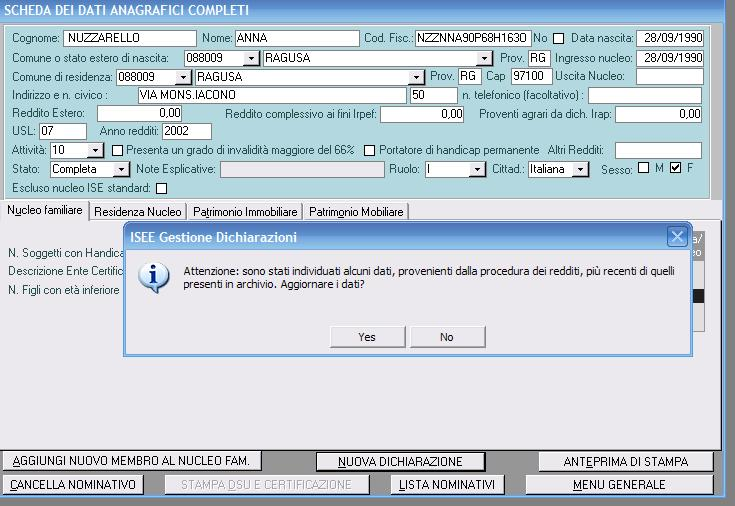 SCHEDA DEI DATI ANAGRAFICI COMPLETI
Cognome: NUZZARELLO Nome: ANNA Cod. Fisc.: NZZNNA90P68H163O No Data nascita: 28/09/1990
Comune o stato estero di nascita: 088009 RAGUSA Prov. RG Ingresso nucleo: 28/09/1990
Comune di residenza: 088009 RAGUSA Prov. RG Cap 97100 Uscita Nucleo:
Indirizzo e n. civico : VIA MONS.IACONO 50 n. telefonico (facoltativo) :
Reddito Estero: 0,00 Reddito complessivo ai fini Irpef: 0,00 Proventi agrari da dich. Irap: 0,00
USL: 07 Anno redditi: 2002
Attività: 10 Presenta un grado di invalidità maggiore del 66% Portatore di handicap permanente Altri Redditi:
Stato: Completa Note Esplicative: Ruolo: I Cittad.: Italiana Sesso: M F
Escluso nucleo ISE standard:
Nucleo familiare Residenza Nucleo Patrimonio Immobiliare Patrimonio Mobiliare
ISEE Gestione Dichiarazioni
N. Soggetti con Handica
Descrizione Ente Certific
N. Figli con età inferiore
Attenzione: sono stati individuati alcuni dati, provenienti dalla procedura dei redditi, più recenti di quelli
presenti in archivio. Aggiornare i dati?
Yes No
AGGIUNGI NUOVO MEMBRO AL NUCLEO FAM. NUOVA DICHIARAZIONE ANTEPRIMA DI STAMPA
CANCELLA NOMINATIVO STAMPA DSU E CERTIFICAZIONE LISTA NOMINATIVI MENU GENERALE